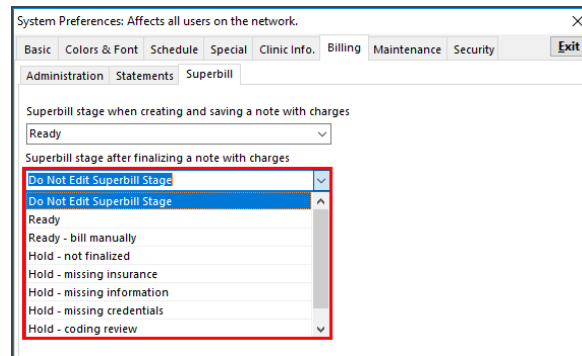 System Preferences: Affects all users on the network.
Basic Colors & Font Schedule Special Clinic Info. Billing Maintenance Security Exit
Administration Statements Superbill
Superbill stage when creating and saving a note with charges
Ready
Superbill stage after finalizing a note with charges
Do Not Edit Superbill Stage
Do Not Edit Superbill Stage
Ready
Ready - bill manually
Hold - not finalized
Hold - missing insurance
Hold - missing information
Hold - missing credentials
Hold - coding review